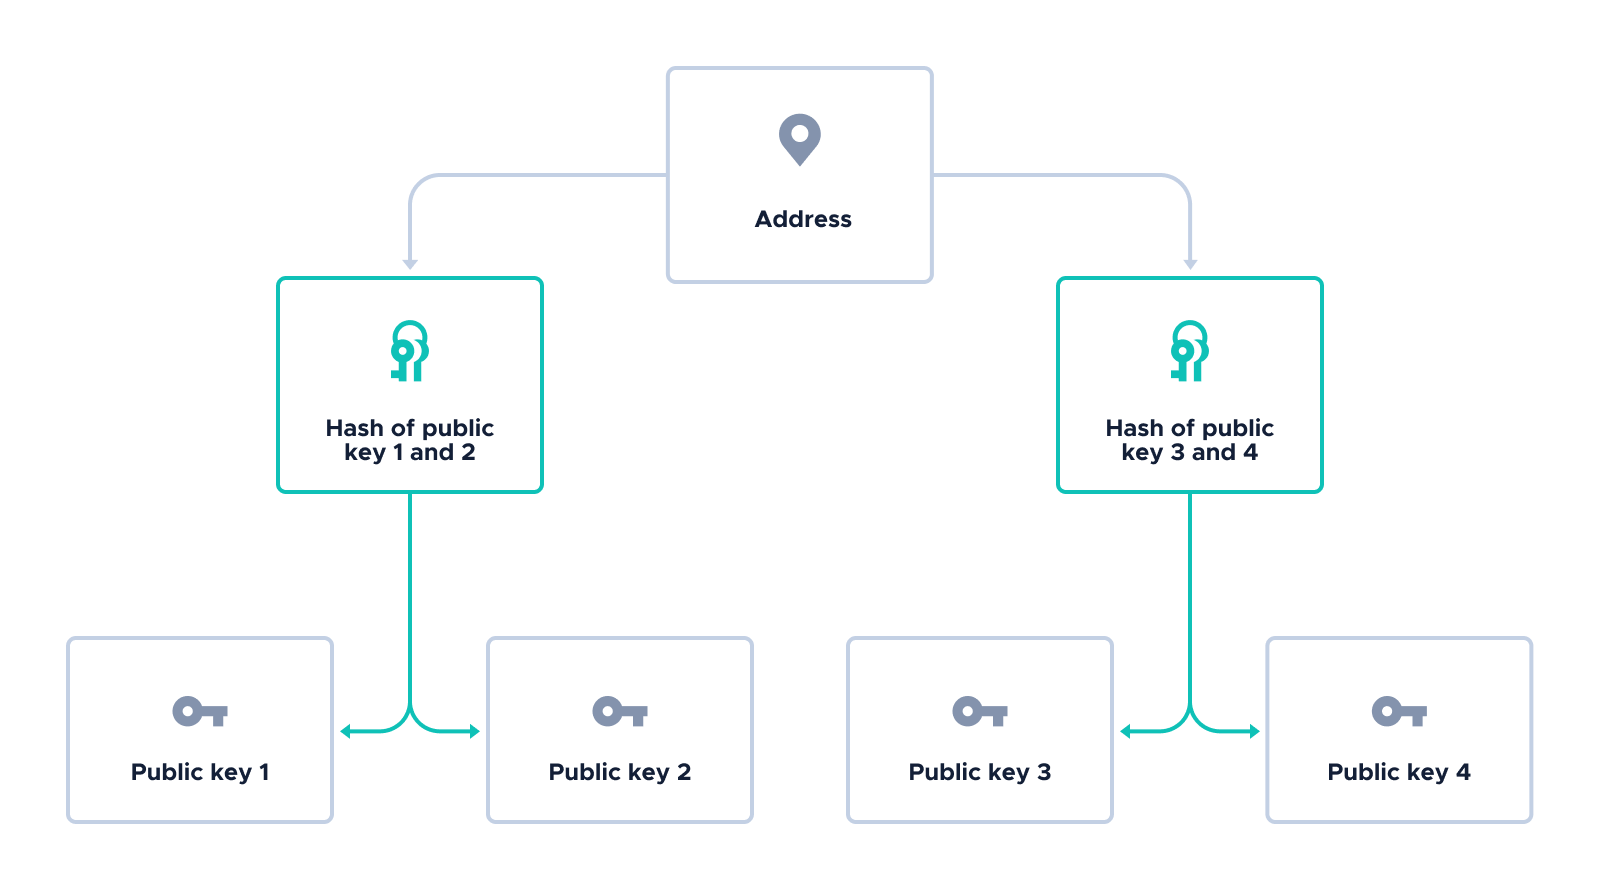 Address
Hash of public
key 1 and 2
Hash of public
key 3 and 4
Public key 1
Public key 2
Public key 3
Public key 4